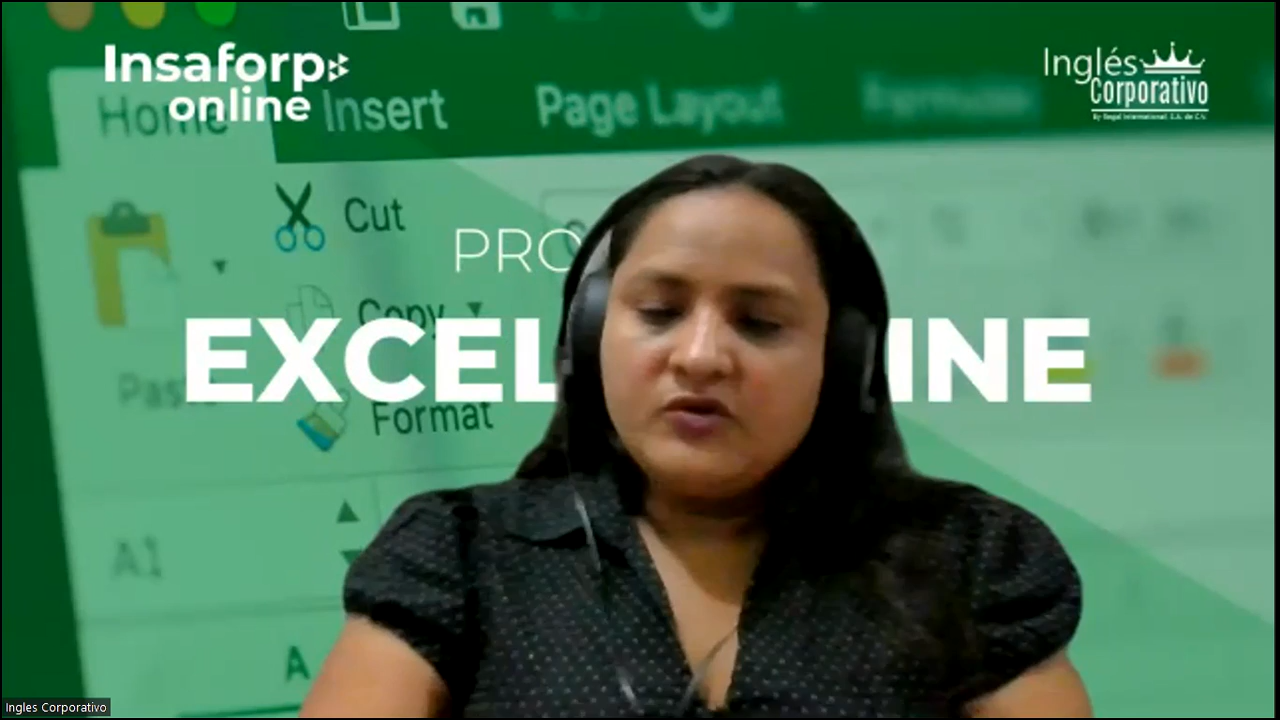 Insaforp
online
Inglés
Corporativo
Home
Insert
Page Layout
Cut
PRO
Copy
EXCEL
INE
Format
A1
A
Ingles Corporativo